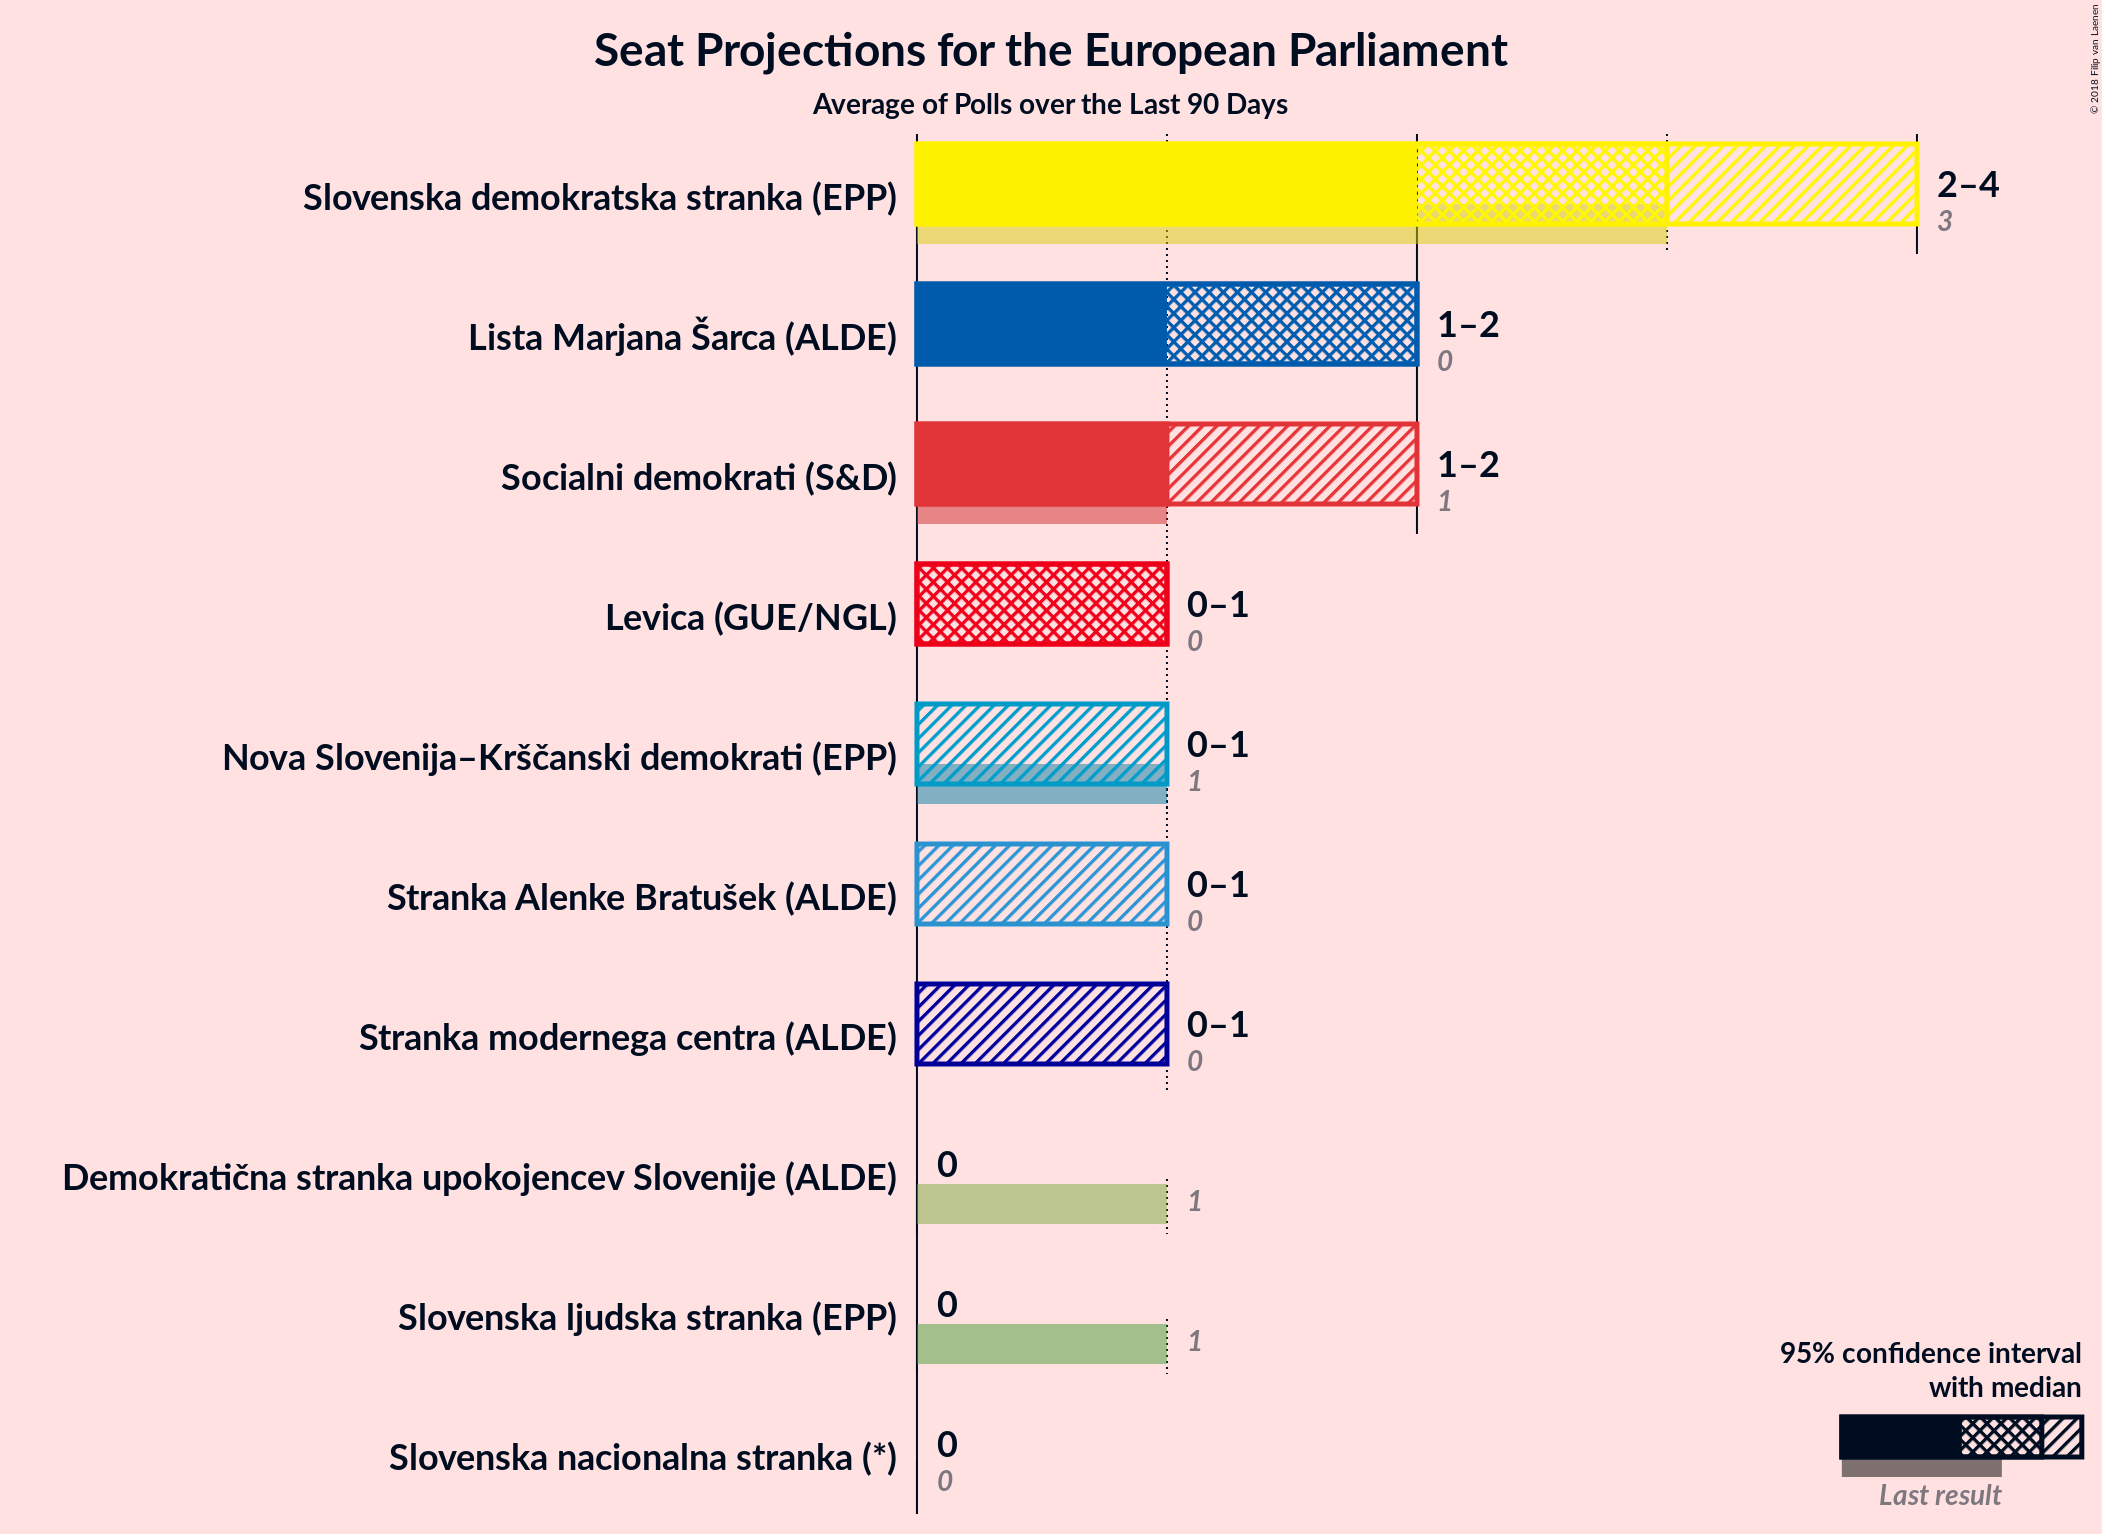 Seat Projections for the European Parliament
Average of Polls over the Last 90 Days
© 2018 Filip van Laenen
Slovenska demokratska stranka (EPP)
2–4
3
Lista Marjana Šarca (ALDE)
1–2
0
Socialni demokrati (S&D)
1–2
1
Levica (GUE/NGL)
0–1
0
Nova Slovenija–Krščanski demokrati (EPP)
0–1
1
Stranka Alenke Bratušek (ALDE)
0–1
0
Stranka modernega centra (ALDE)
0–1
0
Demokratična stranka upokojencev Slovenije (ALDE)
0
1
Slovenska ljudska stranka (EPP)
0
1
Slovenska nacionalna stranka (*)
0
0
95% confidence interval
with median
Last result